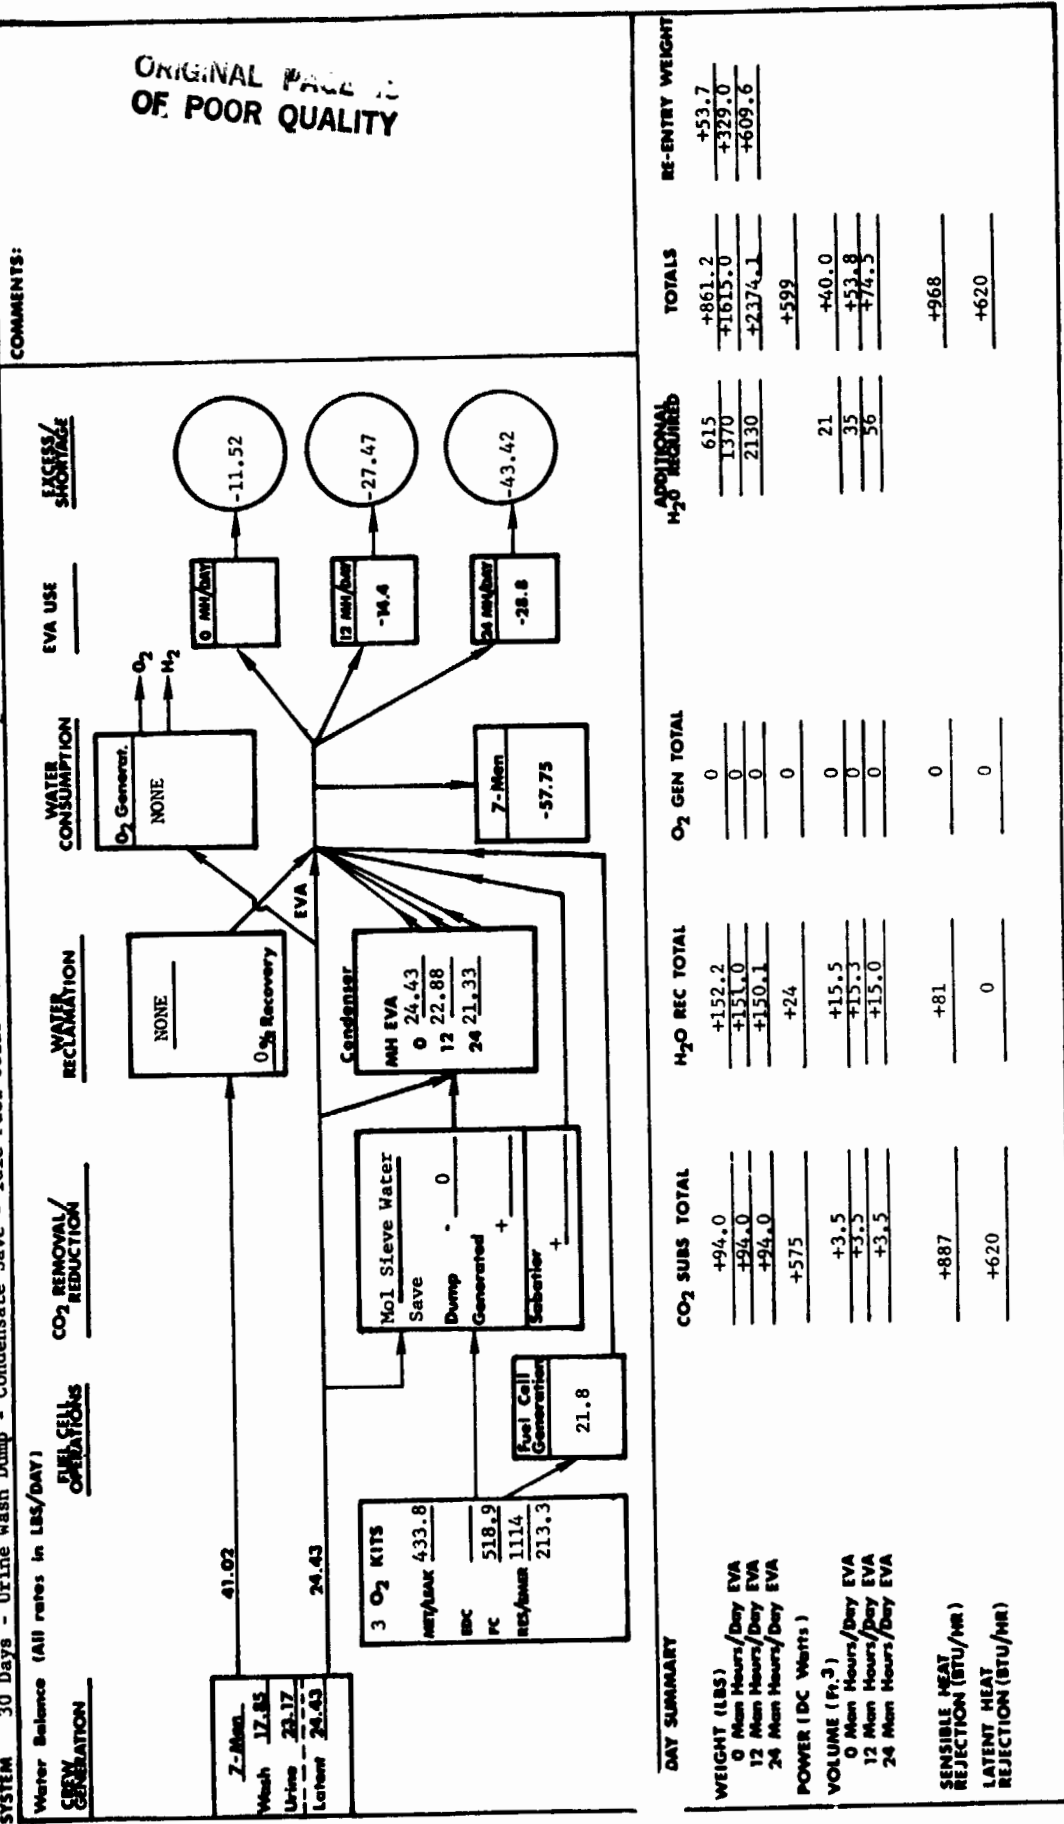 SYSTEM 30 Days - Urine Wash Dump - Condensate Save -
Water Balance (All rates in LBS/DAY)
COMMENTS:
ORIGINAL
OF POOR QUALITY
CREW GENERATION
FUEL CELL OPERATIONS
CO2 REMOVAL/ REDUCTION
WATER RECLAMATION
WATER CONSUMPTION
EVA USE
EXCESS/ SHORTAGE
7-Men
Wash 17.85
Urine 23.17
Latent 24.43
41.02
24.43
3 O2 KITS
MET/LEAK 433.8
EDC
FC 518.9
RES/EMER 1114
213.3
Fuel Cell Generation
21.8
Mol Sieve Water
Save
Dump - 0
Generated
+
Sabatier
+
NONE
0% Recovery
EVA
Condenser
MH EVA
0 24.43
12 22.88
24 21.33
O2 Generat.
NONE
O2
H2
7-Men
-57.75
0 MH/DAY
12 MH/DAY
-14.4
24 MH/DAY
-28.8
-11.52
-27.47
-43.42
DAY SUMMARY
CO2 SUBS TOTAL H2O REC TOTAL O2 GEN TOTAL ADDITIONAL H2O REQUIRED TOTALS RE-ENTRY WEIGHT
WEIGHT (LBS)
0 Man Hours/Day EVA +94.0 +152.2 0 615 +861.2 +53.7
12 Man Hours/Day EVA +94.0 +151.0 0 1370 +1615.0 +329.0
24 Man Hours/Day EVA +94.0 +150.1 0 2130 +2374.1 +609.6
POWER (DC Watts) +575 +24 0 +599
VOLUME (Ft.3)
0 Man Hours/Day EVA +3.5 +15.5 0 21 +40.0
12 Man Hours/Day EVA +3.5 +15.3 0 35 +53.8
24 Man Hours/Day EVA +3.5 +15.0 0 56 +74.5
SENSIBLE HEAT
REJECTION (BTU/HR) +887 +81 0 +968
LATENT HEAT
REJECTION (BTU/HR) +620 0 0 +620